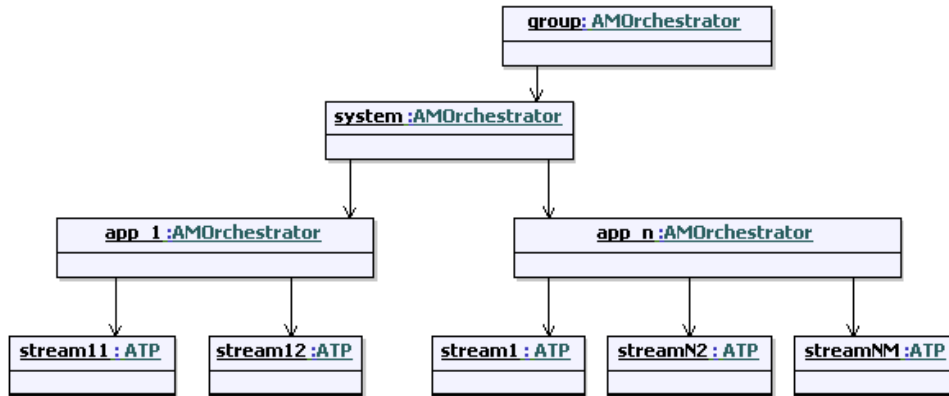 group: AMOrchestrator
system :AMOrchestrator
app_1 :AMOrchestrator
app_n :AMOrchestrator
stream11 : ATP
stream12 :ATP
stream1 : ATP
streamN2 : ATP
streamNM :ATP